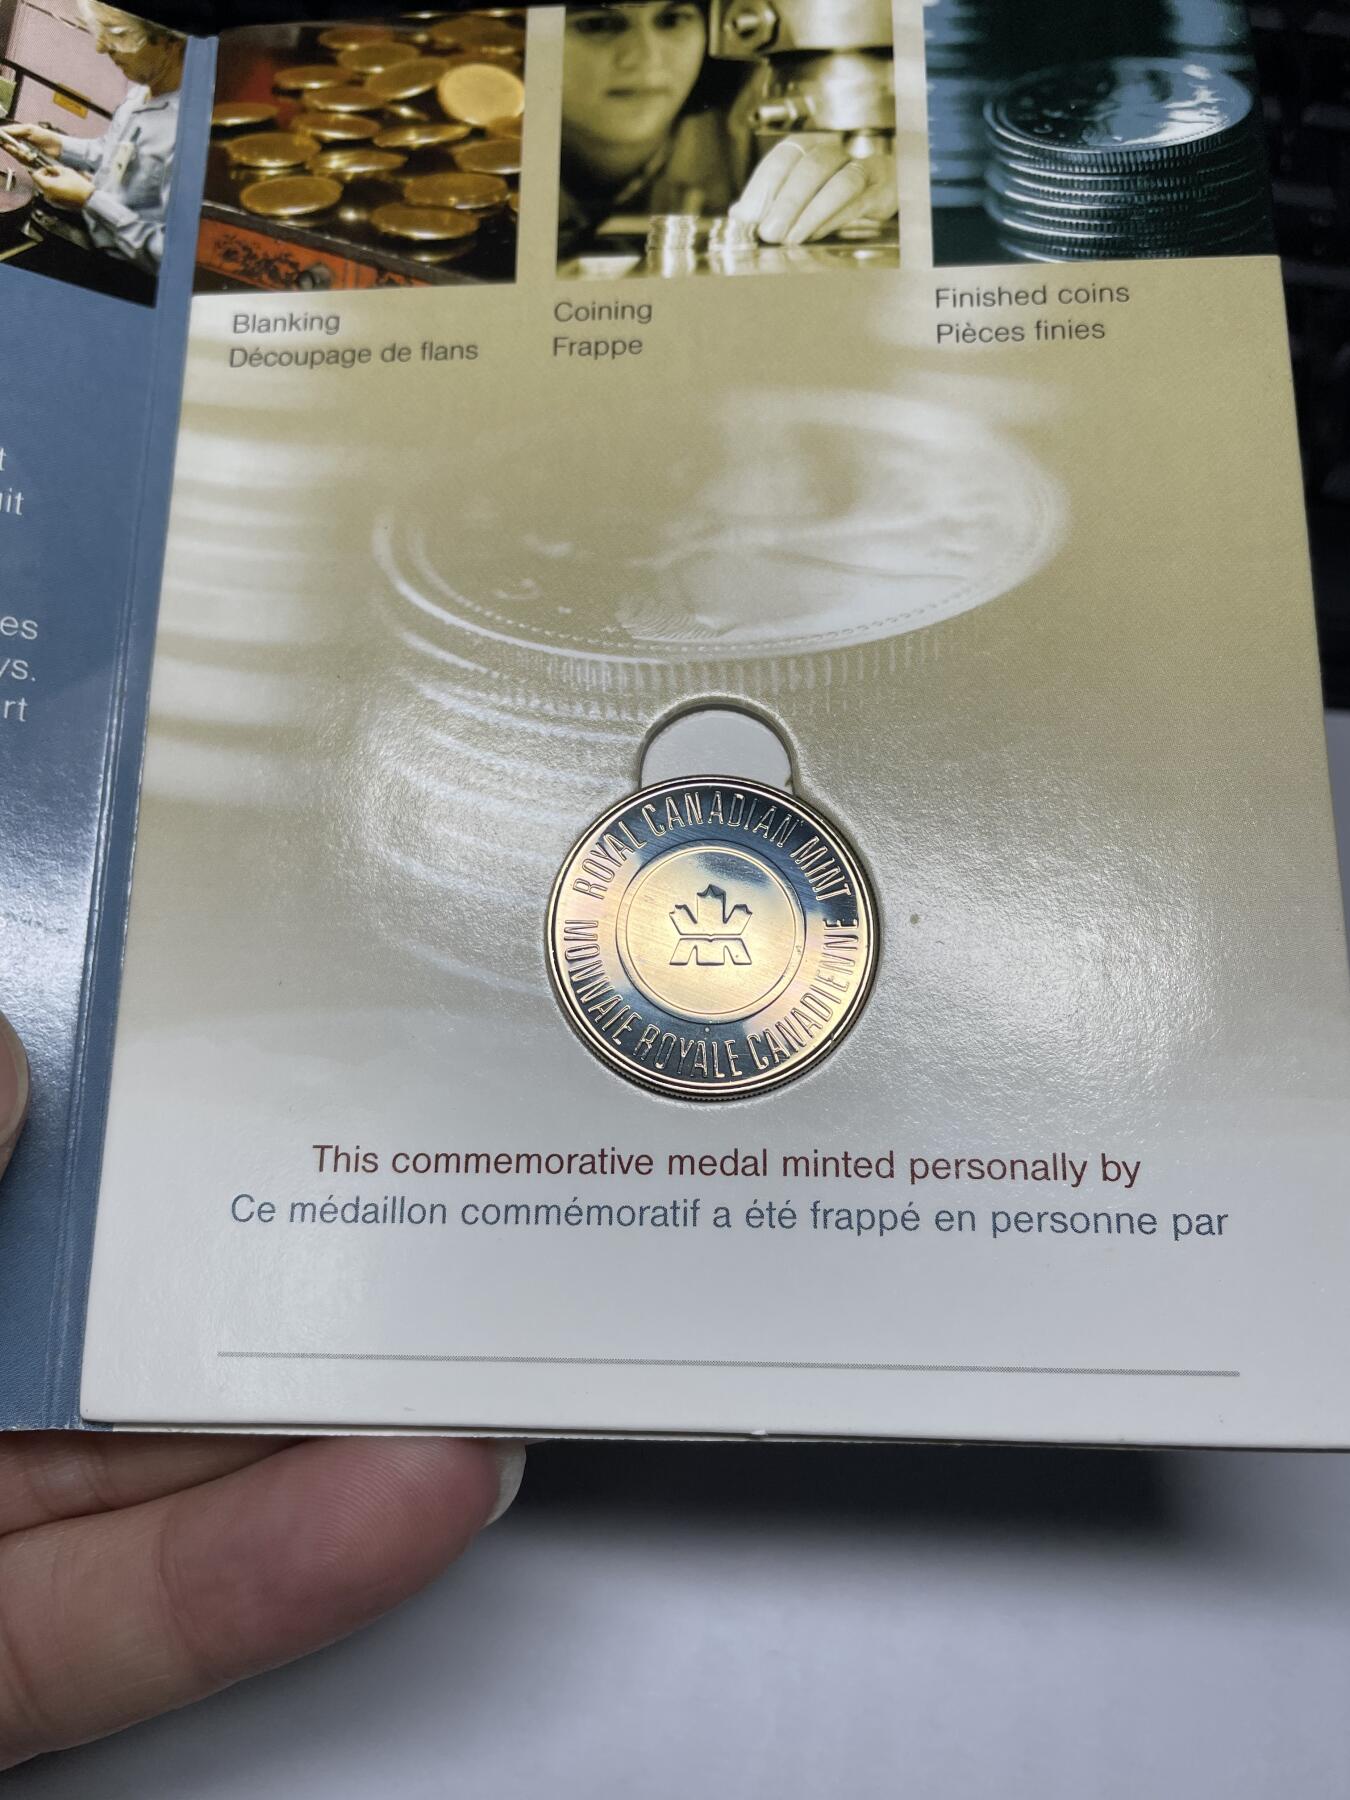 Blanking
Découpage de flans
Coining
Frappe
Finished coins
Pièces finies
ROYAL CANADIAN MINT
MONNAIE ROYALE CANADIENNE
This commemorative medal minted personally by
Ce médaillon commémoratif a été frappé en personne par